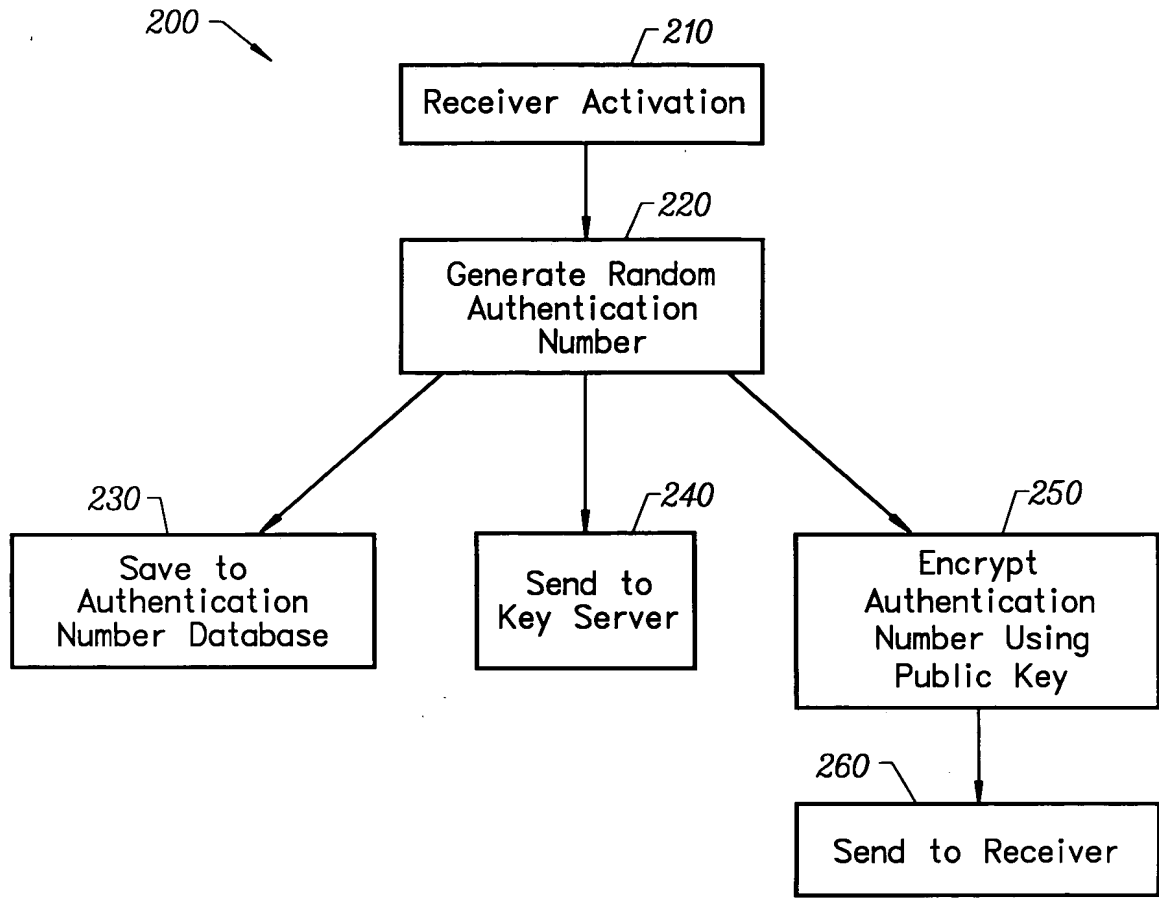 200
210
Receiver Activation
220
Generate Random
Authentication
Number
230
Save to
Authentication
Number Database
240
Send to
Key Server
250
Encrypt
Authentication
Number Using
Public Key
260
Send to Receiver